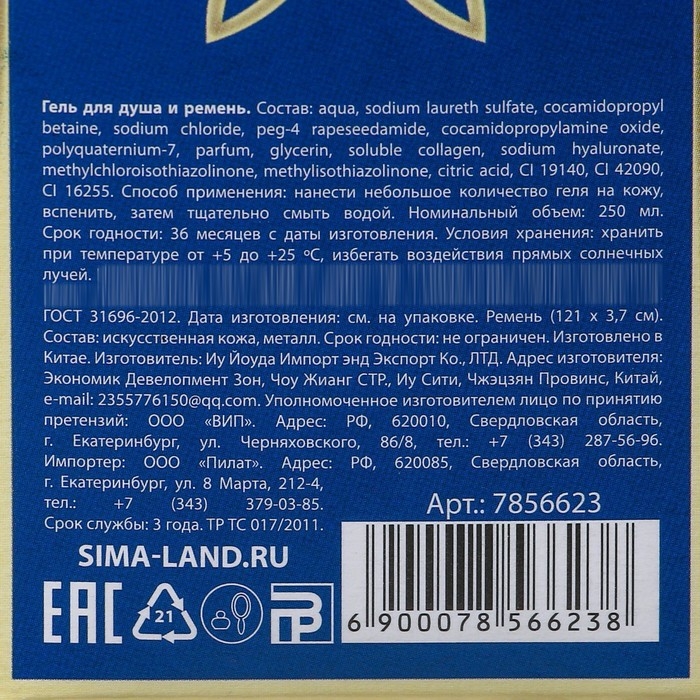 Гель для душа и ремень. Состав: aqua, sodium laureth sulfate, cocamidopropyl
betaine, sodium chloride, peg-4 rapeseedamide, cocamidopropylamine oxide,
polyquaternium-7, parfum, glycerin, soluble collagen, sodium hyaluronate,
methylchloroisothiazolinone, methylisothiazolinone, citric acid, CI 19140, CI 42090,
CI 16255. Способ применения: нанести небольшое количество геля на кожу,
вспенить, затем тщательно смыть водой. Номинальный объем: 250 мл.
Срок годности: 36 месяцев с даты изготовления. Условия хранения: хранить
при температуре от +5 до +25 ºС, избегать воздействия прямых солнечных
лучей.
ГОСТ 31696-2012. Дата изготовления: см. на упаковке. Ремень (121 х 3,7 см).
Состав: искусственная кожа, металл. Срок годности: не ограничен. Изготовлено в
Китае. Изготовитель: Иу Йоуда Импорт энд Экспорт Ко., ЛТД. Адрес изготовителя:
Экономик Девелопмент Зон, Чоу Жианг СТР., Иу Сити, Чжэцзян Провинс, Китай,
e-mail: 2355776150@qq.com. Уполномоченное изготовителем лицо по принятию
претензий: ООО «ВИП». Адрес: РФ, 620010, Свердловская область,
г. Екатеринбург, ул. Черняховского, 86/8, тел.: +7 (343) 287-56-96.
Импортер: ООО «Пилат». Адрес: РФ, 620085, Свердловская область,
г. Екатеринбург, ул. 8 Марта, 212-4,
тел.: +7 (343) 379-03-85.
Срок службы: 3 года. ТР ТС 017/2011.
Арт.: 7856623
SIMA-LAND.RU
EAC
21
6 900078 566238